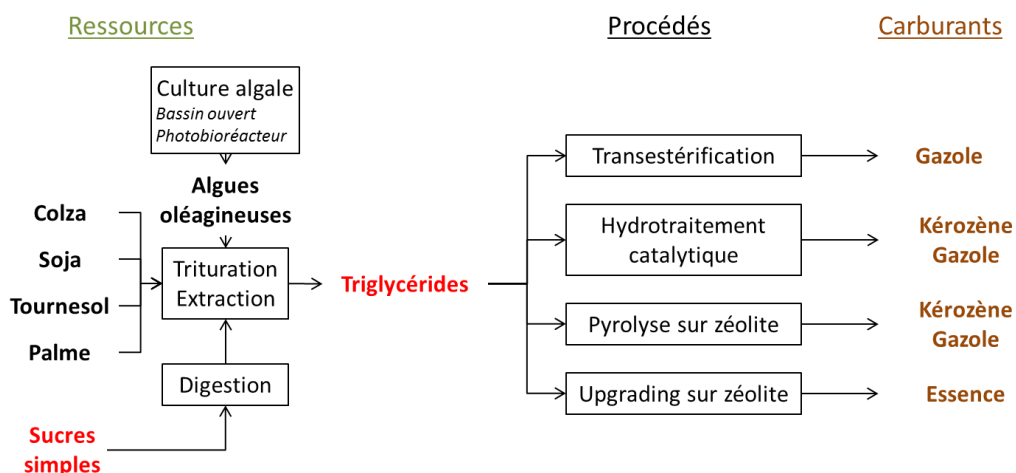 Ressources
Procédés
Carburants
Culture algale
Bassin ouvert
Photobioréacteur
Algues
oléagineuses
Colza
Soja
Tournesol
Palme
Trituration
Extraction
Triglycérides
Digestion
Sucres
simples
Transestérification
Gazole
Hydrotraitement
catalytique
Kérozène
Gazole
Pyrolyse sur zéolite
Kérozène
Gazole
Upgrading sur zéolite
Essence